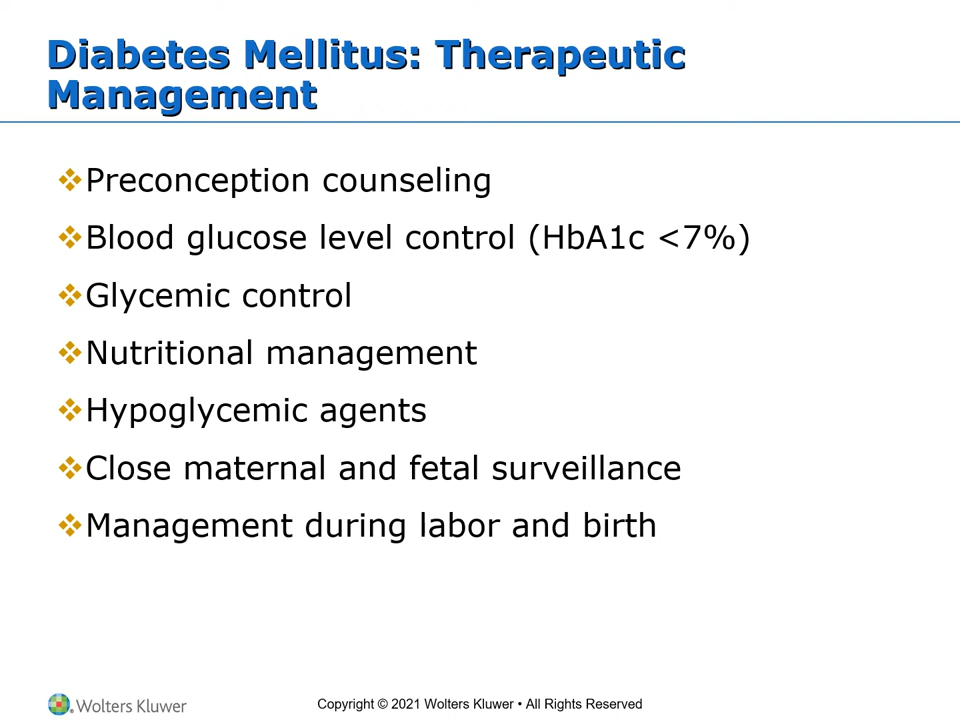 Diabetes Mellitus: Therapeutic
Management
Preconception counseling
Blood glucose level control (HbA1c <7%)
Glycemic control
Nutritional management
Hypoglycemic agents
Close maternal and fetal surveillance
Management during labor and birth
Wolters Kluwer
Copyright © 2021 Wolters Kluwer • All Rights Reserved